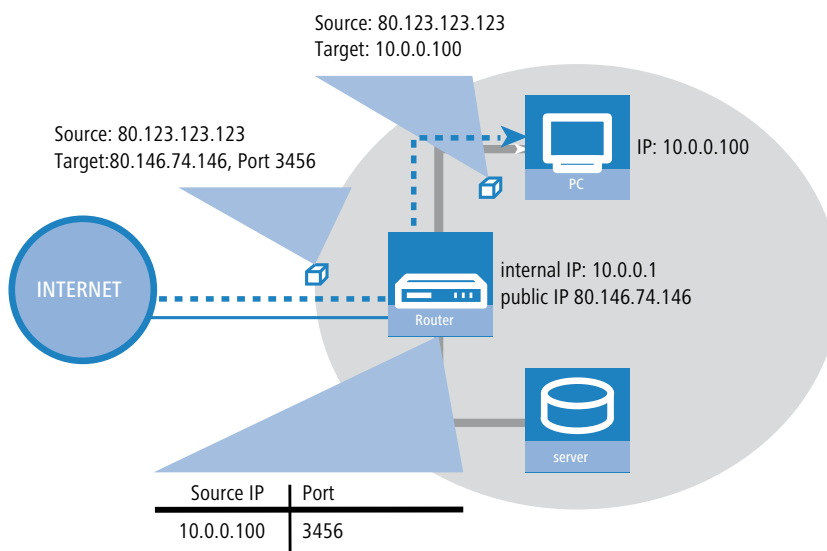 Source: 80.123.123.123
Target: 10.0.0.100
Source: 80.123.123.123
Target:80.146.74.146, Port 3456
IP: 10.0.0.100
PC
INTERNET
internal IP: 10.0.0.1
public IP 80.146.74.146
Router
server
Source IP Port
10.0.0.100 3456